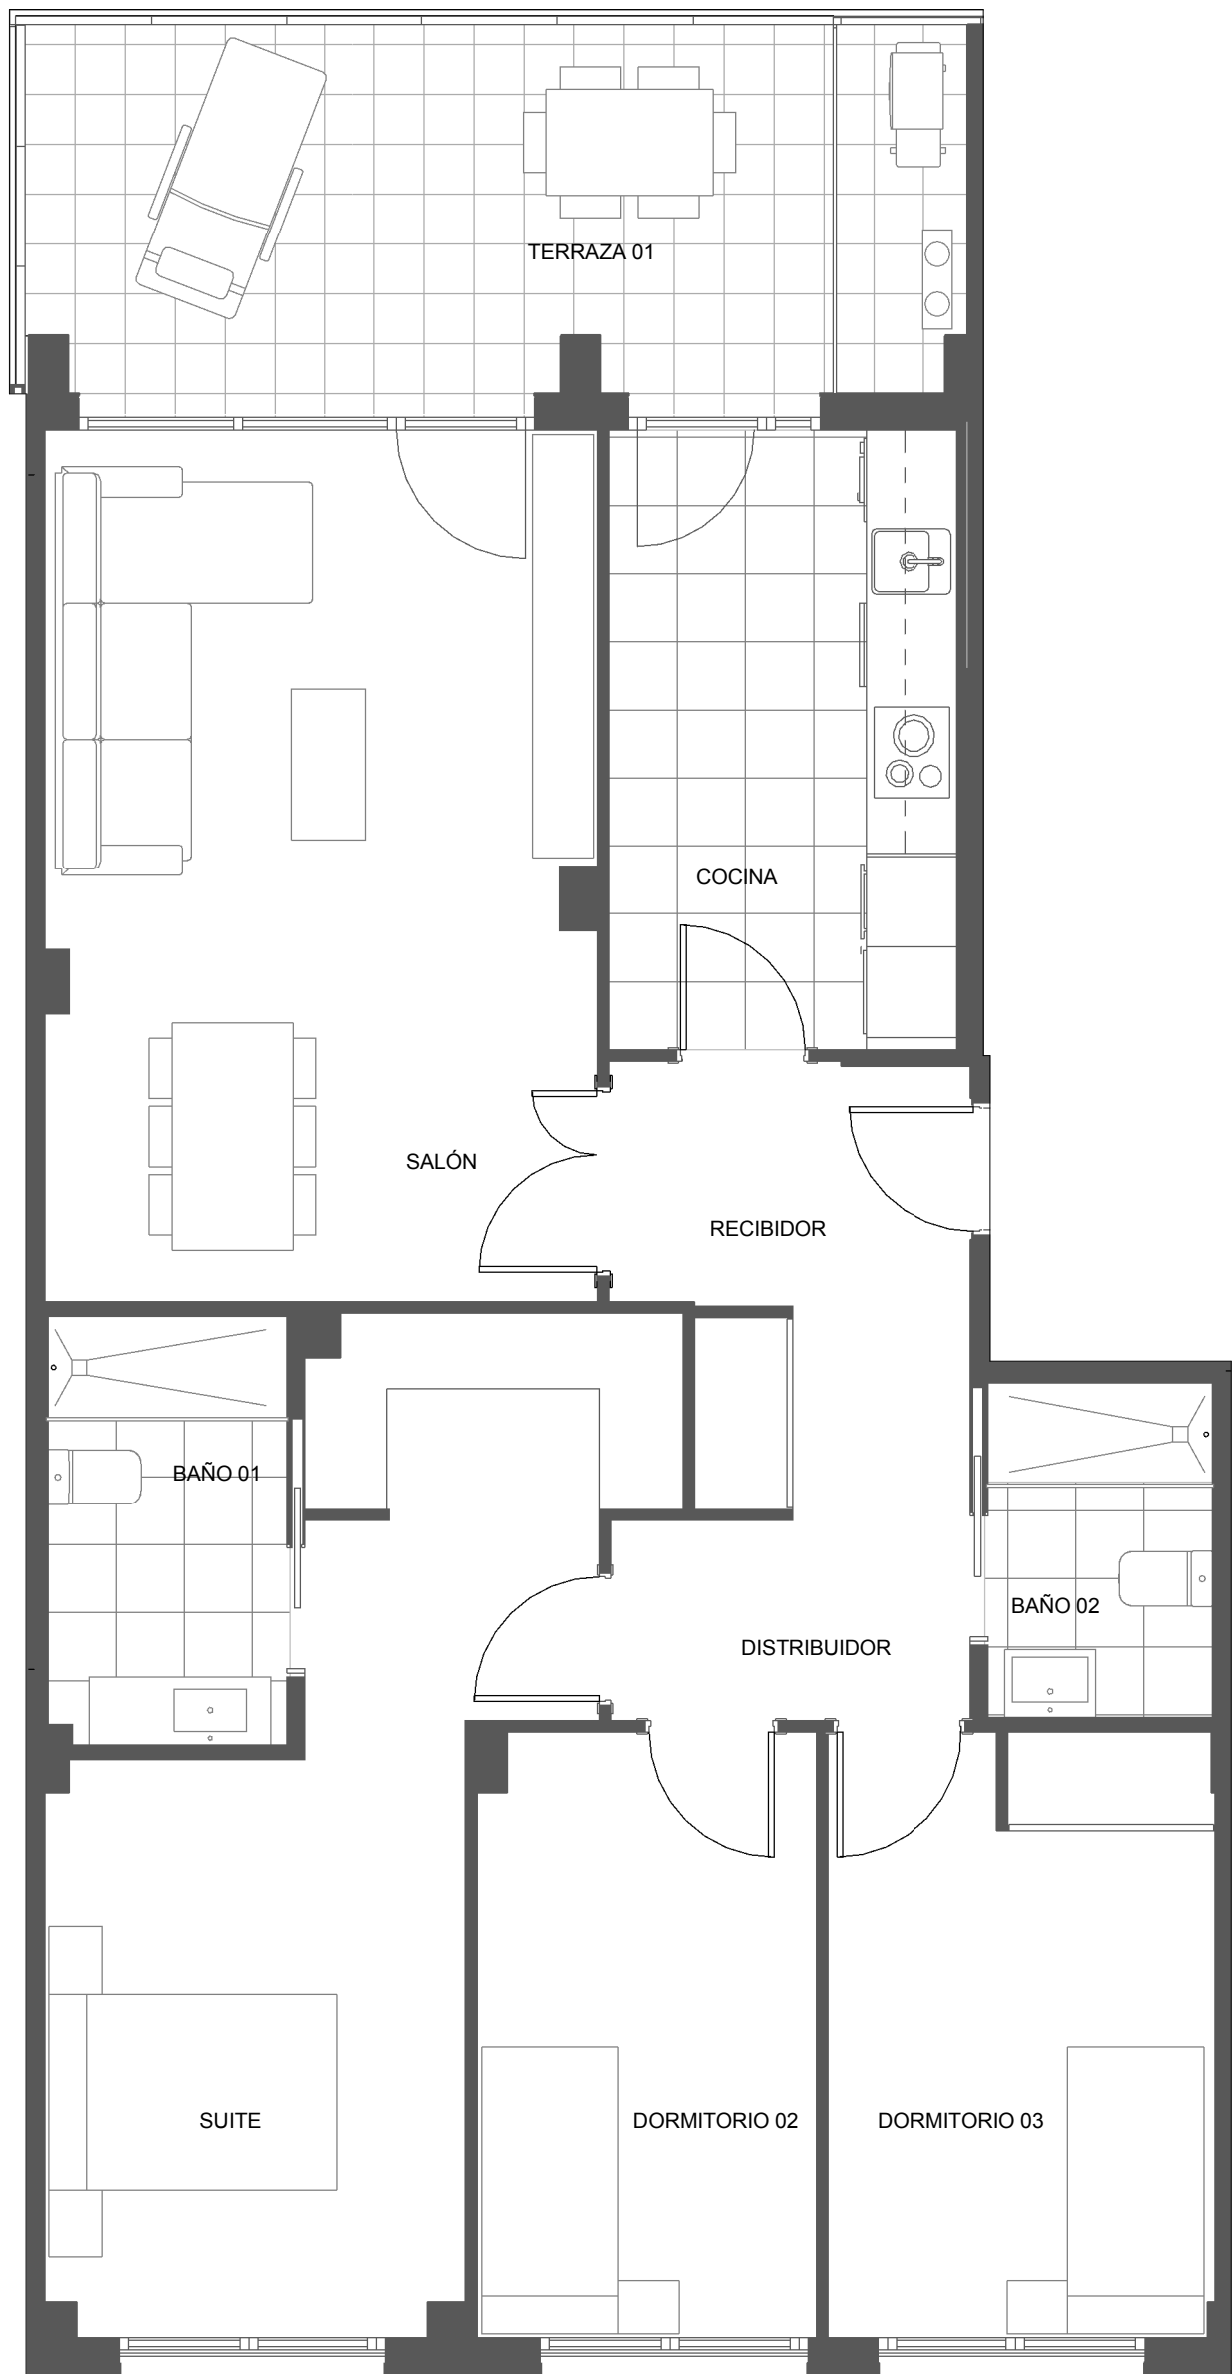 TERRAZA 01
COCINA
SALÓN
RECIBIDOR
BAÑO 01
BAÑO 02
DISTRIBUIDOR
SUITE
DORMITORIO 02
DORMITORIO 03